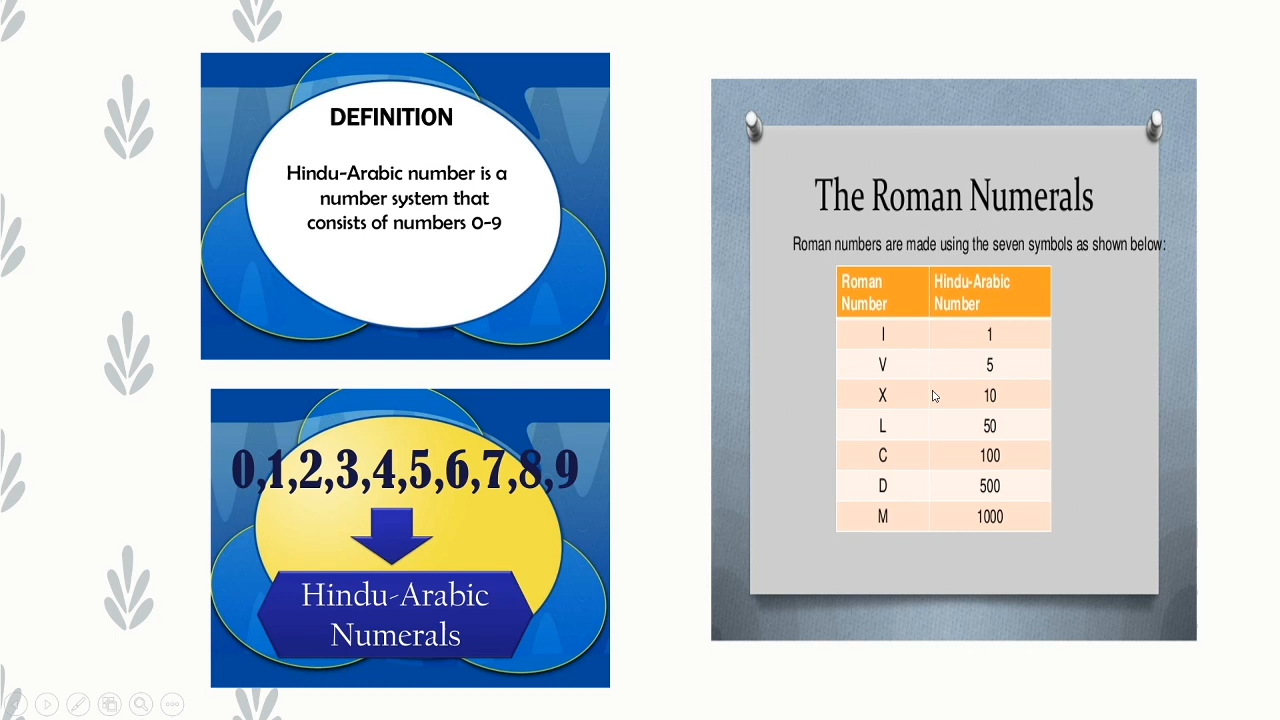 DEFINITION
Hindu-Arabic number is a
number system that
consists of numbers 0-9
0,1,2,3,4,5,6,7,8,9
Hindu-Arabic
Numerals
The Roman Numerals
Roman numbers are made using the seven symbols as shown below:
Roman Number Hindu-Arabic Number
I 1
V 5
X 10
L 50
C 100
D 500
M 1000